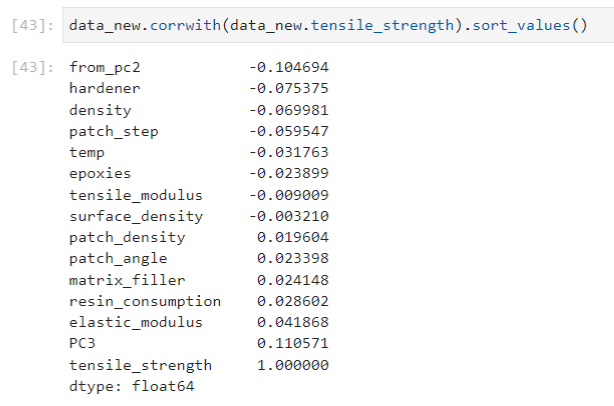 [43]: data_new.corrwith(data_new.tensile_strength).sort_values()
[43]: from_pc2 -0.104694
hardener -0.075375
density -0.069981
patch_step -0.059547
temp -0.031763
epoxies -0.023899
tensile_modulus -0.009009
surface_density -0.003210
patch_density 0.019604
patch_angle 0.023398
matrix_filler 0.024148
resin_consumption 0.028602
elastic_modulus 0.041868
PC3 0.110571
tensile_strength 1.000000
dtype: float64